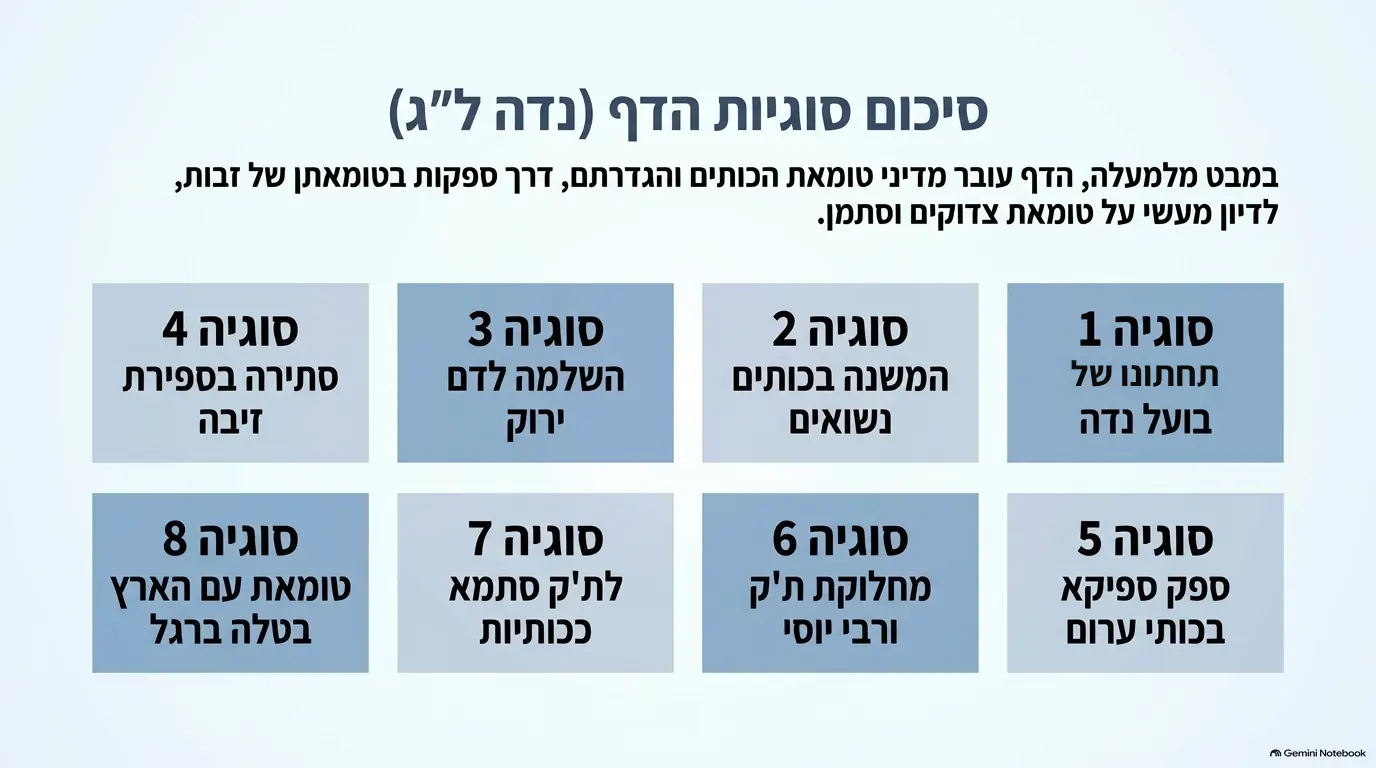 סיכום סוגיות הדף (נדה ל"ג)
במבט מלמעלה, הדף עובר מדיני טומאת הכותים והגדרתם, דרך ספקות בטומאתן של זבות,
לדיון מעשי על טומאת צדוקים וסתמן.
סוגיה 1
תחתונו של
בועל נדה
סוגיה 2
המשנה בכותים
נשואים
סוגיה 3
השלמה לדם
ירוק
סוגיה 4
סתירה בספירת
זיבה
סוגיה 5
ספק ספיקא
בכותי ערום
סוגיה 6
מחלוקת ת'ק
ורבי יוסי
סוגיה 7
לת'ק סתמא
ככותיות
סוגיה 8
טומאת עם הארץ
בטלה ברגל
Gemini Notebook